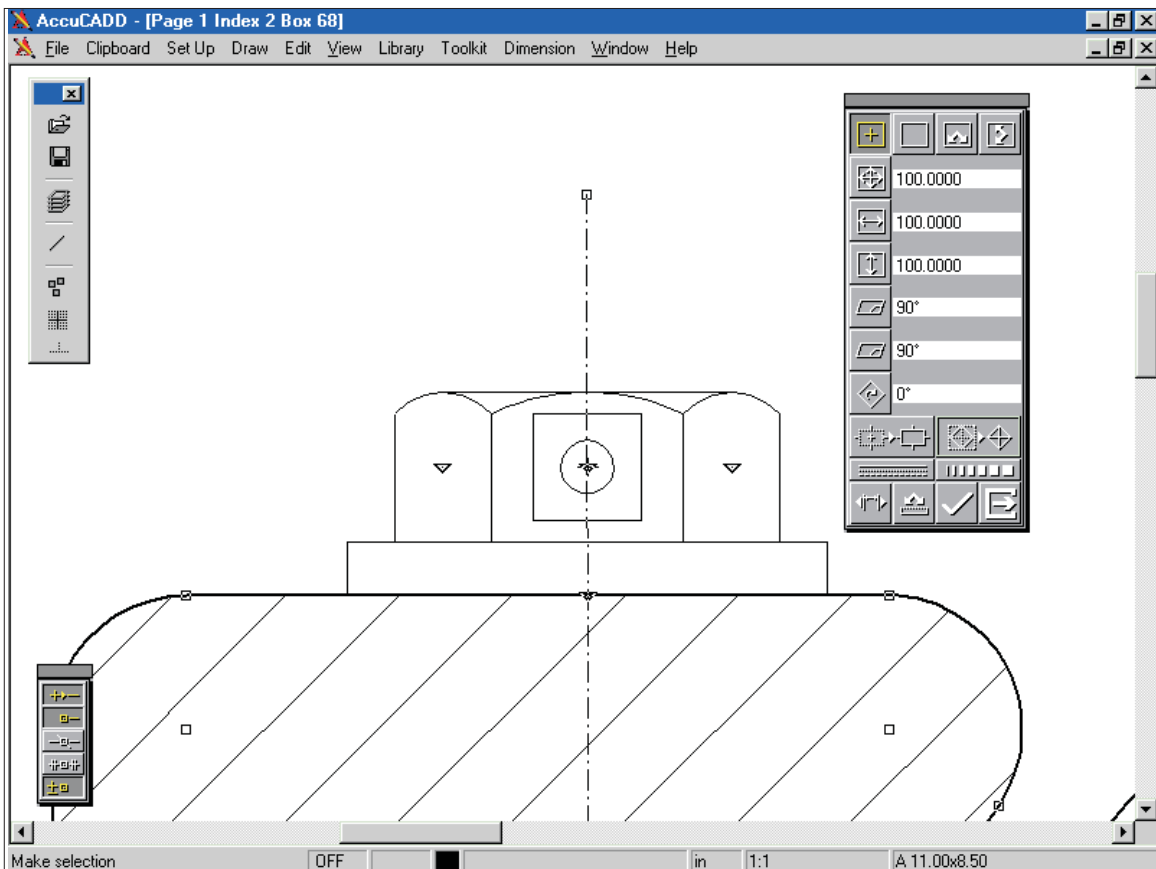 AccuCADD - [Page 1 Index 2 Box 68]
File Clipboard Set Up Draw Edit View Library Toolkit Dimension Window Help
100.0000
100.0000
100.0000
90°
90°
0°
Make selection OFF in 1:1 A 11.00x8.50